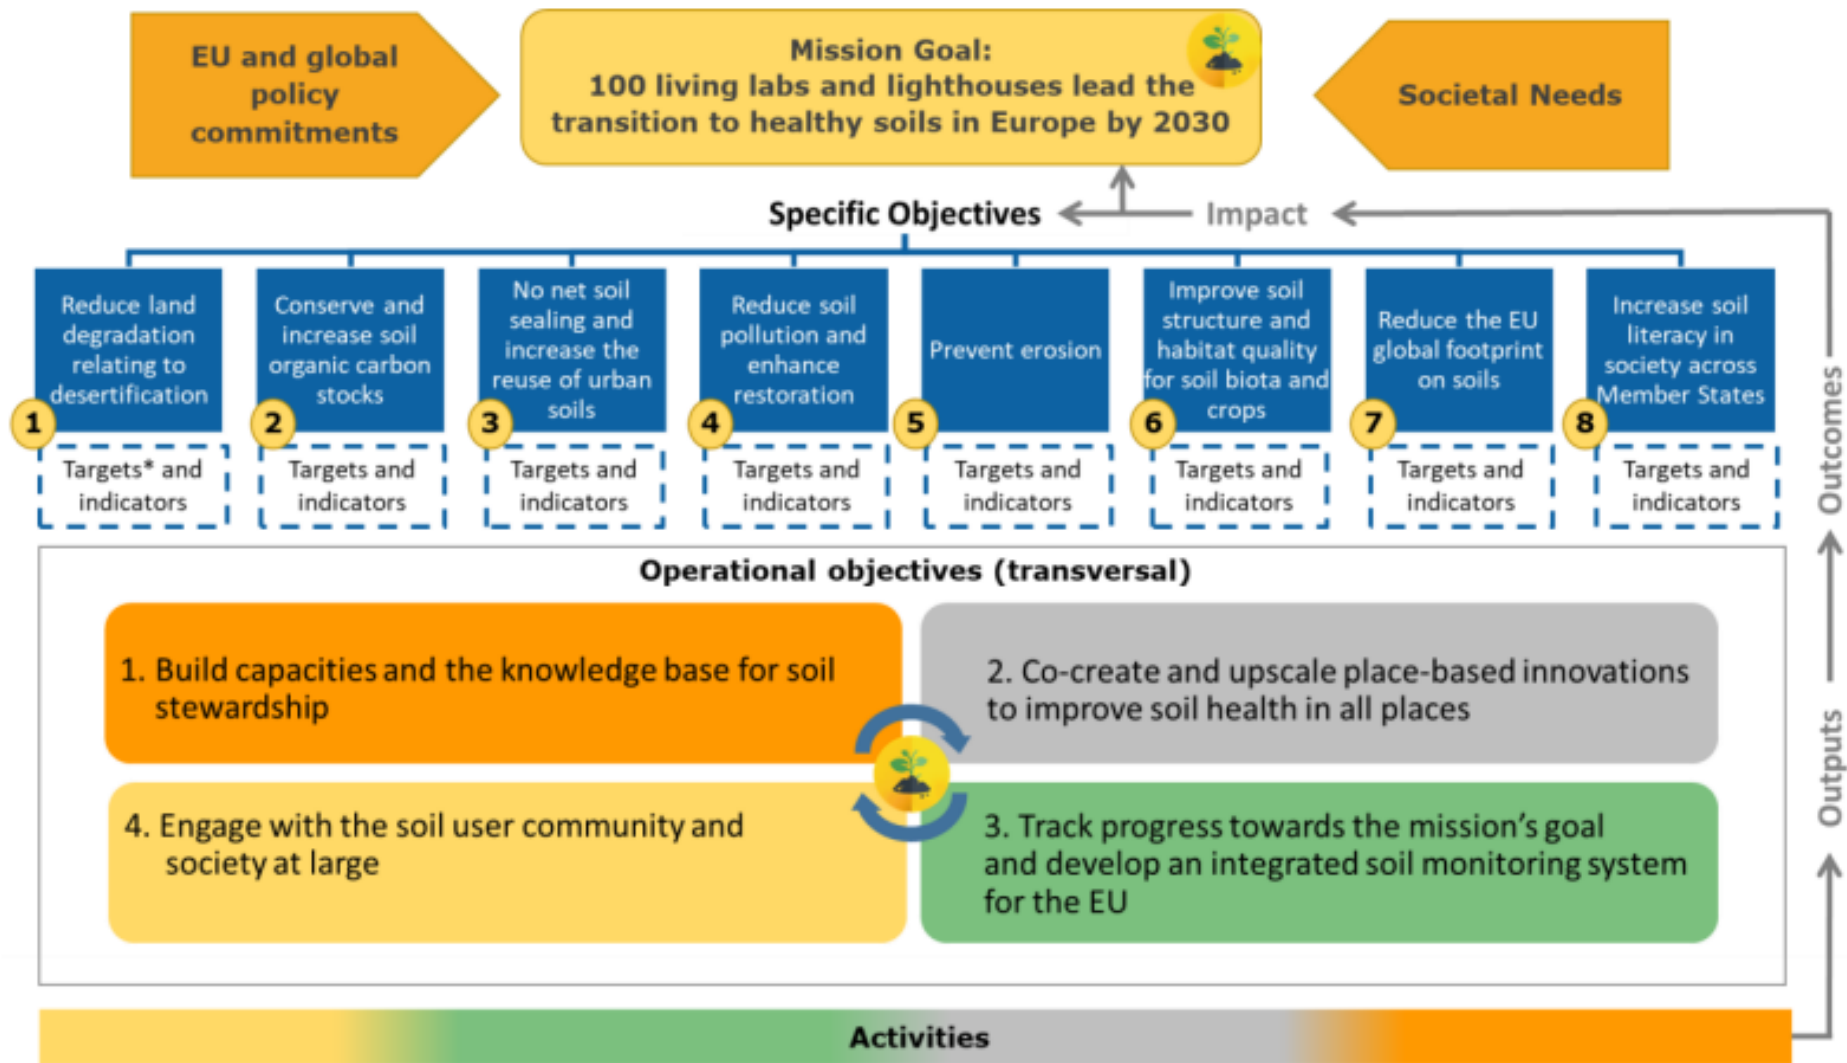 EU and global
policy
commitments
Mission Goal:
100 living labs and lighthouses lead the
transition to healthy soils in Europe by 2030
Societal Needs
Specific Objectives
Impact
Reduce land
degradation
relating to
desertification
1
Targets* and
indicators
Conserve and
increase soil
organic carbon
stocks
2
Targets and
indicators
No net soil
sealing and
increase the
reuse of urban
soils
3
Targets and
indicators
Reduce soil
pollution and
enhance
restoration
4
Targets and
indicators
Prevent erosion
5
Targets and
indicators
Improve soil
structure and
habitat quality
for soil biota and
crops
6
Targets and
indicators
Reduce the EU
global footprint
on soils
7
Targets and
indicators
Increase soil
literacy in
society across
Member States
8
Targets and
indicators
Outcomes
Outputs
Operational objectives (transversal)
1. Build capacities and the knowledge base for soil
stewardship
2. Co-create and upscale place-based innovations
to improve soil health in all places
4. Engage with the soil user community and
society at large
3. Track progress towards the mission's goal
and develop an integrated soil monitoring system
for the EU
Activities